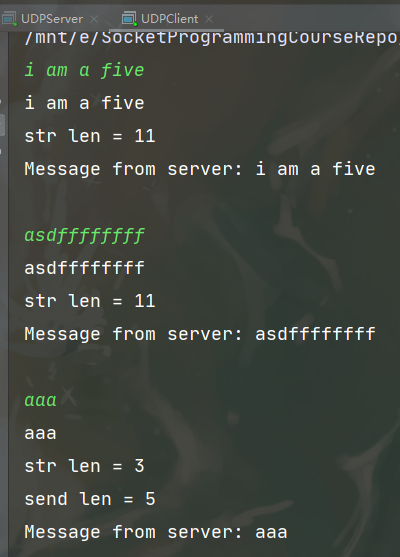 UDPServer × UDPClient ×
/mnt/e/SocketProgrammingCourseRepo/
i am a five
i am a five
str len = 11
Message from server: i am a five
asdffffffff
asdffffffff
str len = 11
Message from server: asdffffffff
aaa
aaa
str len = 3
send len = 5
Message from server: aaa